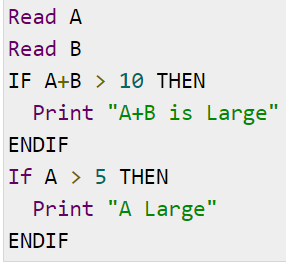 Read A
Read B
IF A+B > 10 THEN
  Print "A+B is Large"
ENDIF
If A > 5 THEN
  Print "A Large"
ENDIF